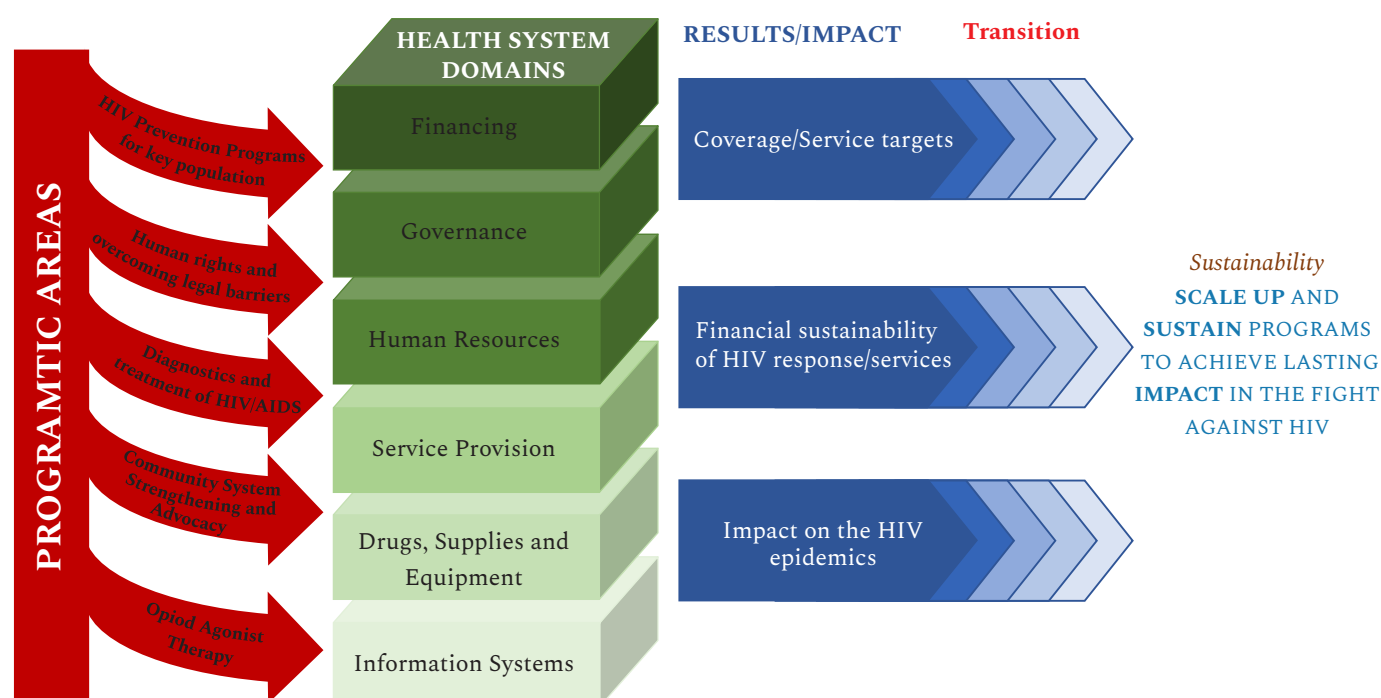 PROGRAMTIC AREAS
HIV Prevention Programs
for key population
Human rights and
overcoming legal barriers
Diagnostics and
treatment of HIV/AIDS
Community System
Strengthening and
Advocacy
Opiod Agonist
Therapy
HEALTH SYSTEM
DOMAINS
Financing
Governance
Human Resources
Service Provision
Drugs, Supplies and
Equipment
Information Systems
RESULTS/IMPACT
Transition
Coverage/Service targets
Financial sustainability
of HIV response/services
Impact on the HIV
epidemics
Sustainability
SCALE UP AND
SUSTAIN PROGRAMS
TO ACHIEVE LASTING
IMPACT IN THE FIGHT
AGAINST HIV